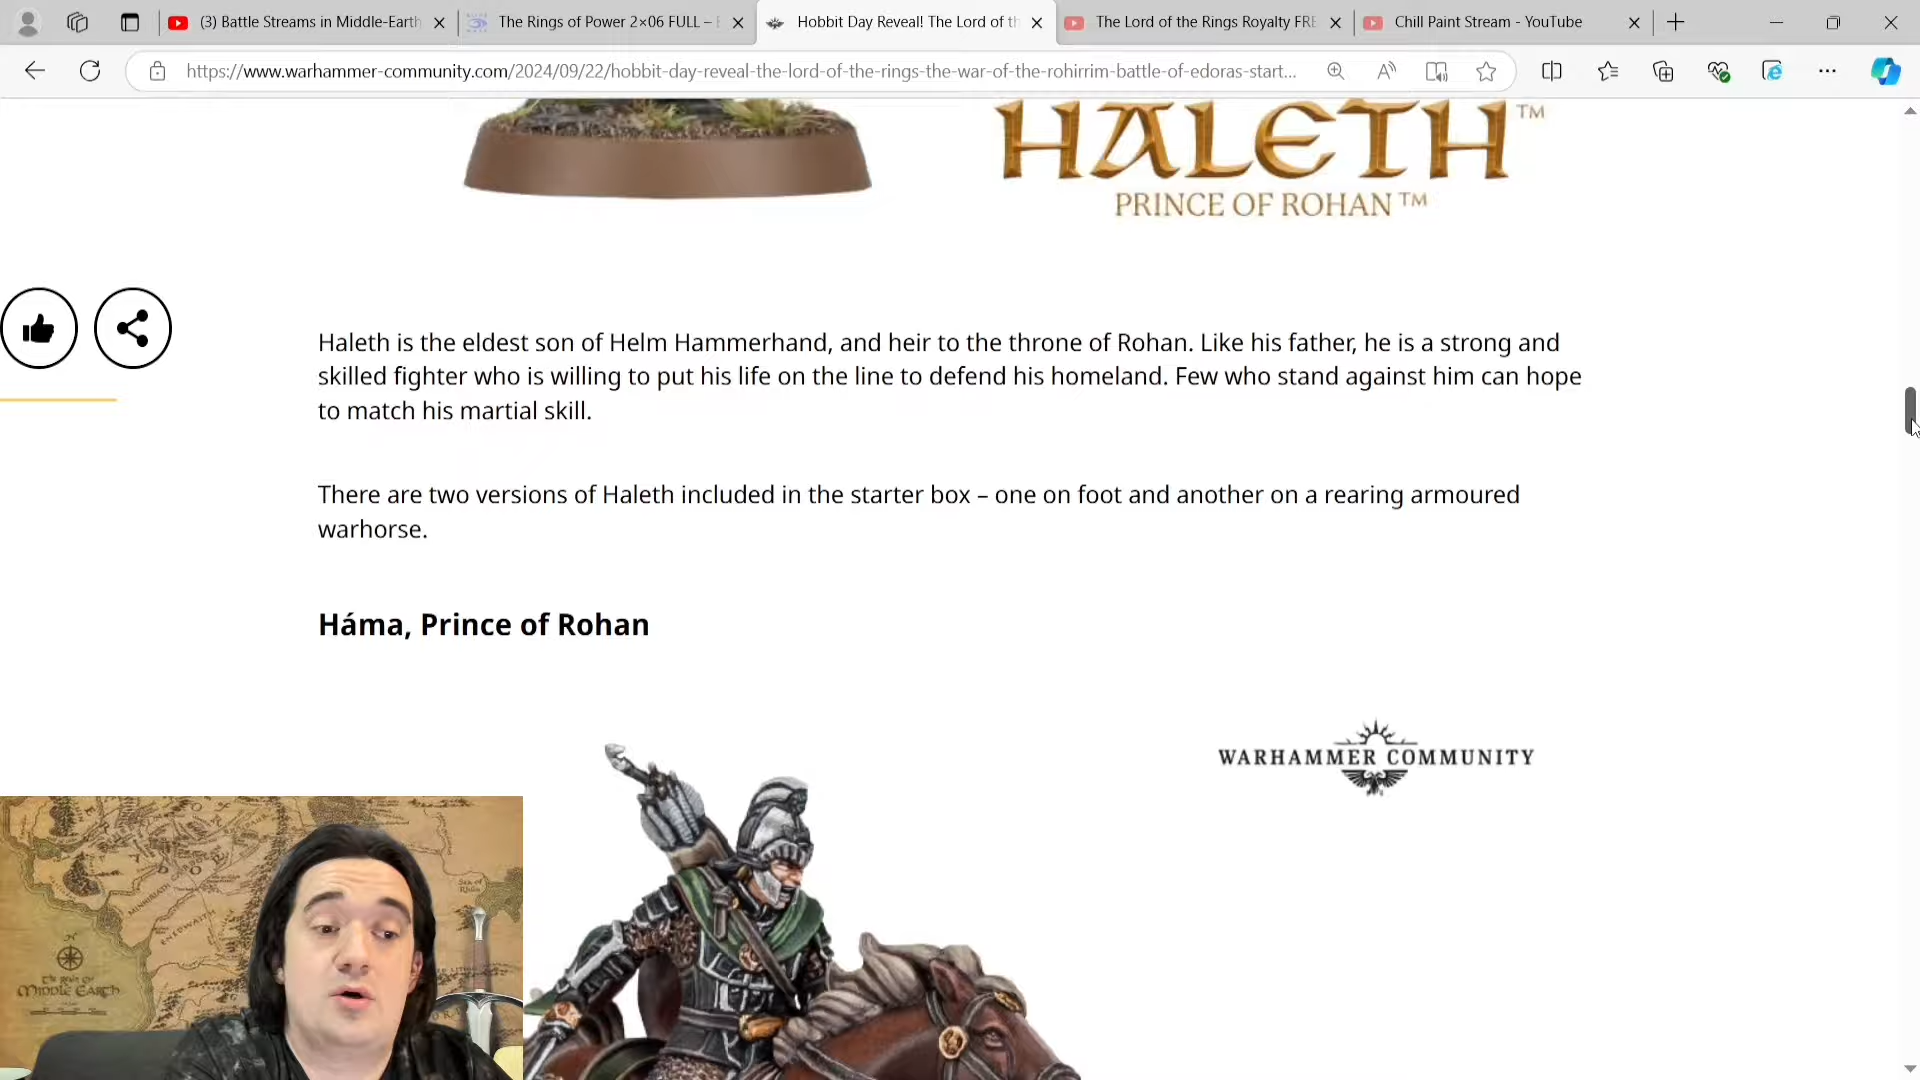 (3) Battle Streams in Middle-Earth
The Rings of Power 2×06 FULL –
Hobbit Day Reveal! The Lord of th
The Lord of the Rings Royalty FRE
Chill Paint Stream - YouTube
https://www.warhammer-community.com/2024/09/22/hobbit-day-reveal-the-lord-of-the-rings-the-war-of-the-rohirrim-battle-of-edoras-start...
HALETH™
PRINCE OF ROHAN™
Haleth is the eldest son of Helm Hammerhand, and heir to the throne of Rohan. Like his father, he is a strong and
skilled fighter who is willing to put his life on the line to defend his homeland. Few who stand against him can hope
to match his martial skill.
There are two versions of Haleth included in the starter box – one on foot and another on a rearing armoured
warhorse.
Háma, Prince of Rohan
WARHAMMER COMMUNITY
MINHIRIATH
ENEDWAITH
Sea of
Rhûn
MIDDLE EARTH